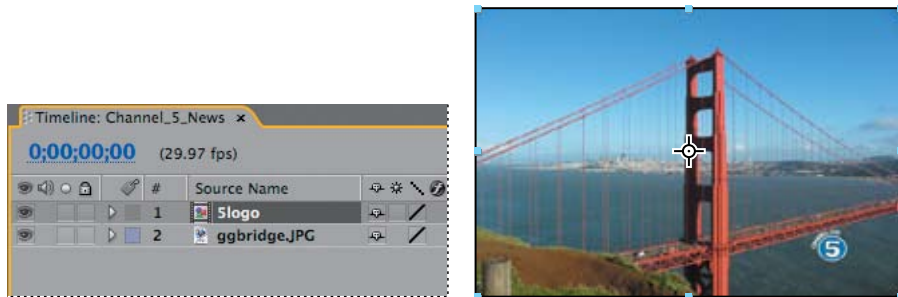 Timeline: Channel_5_News ×
0;00;00;00 (29.97 fps)
# Source Name
1 5logo
2 ggbridge.JPG
5